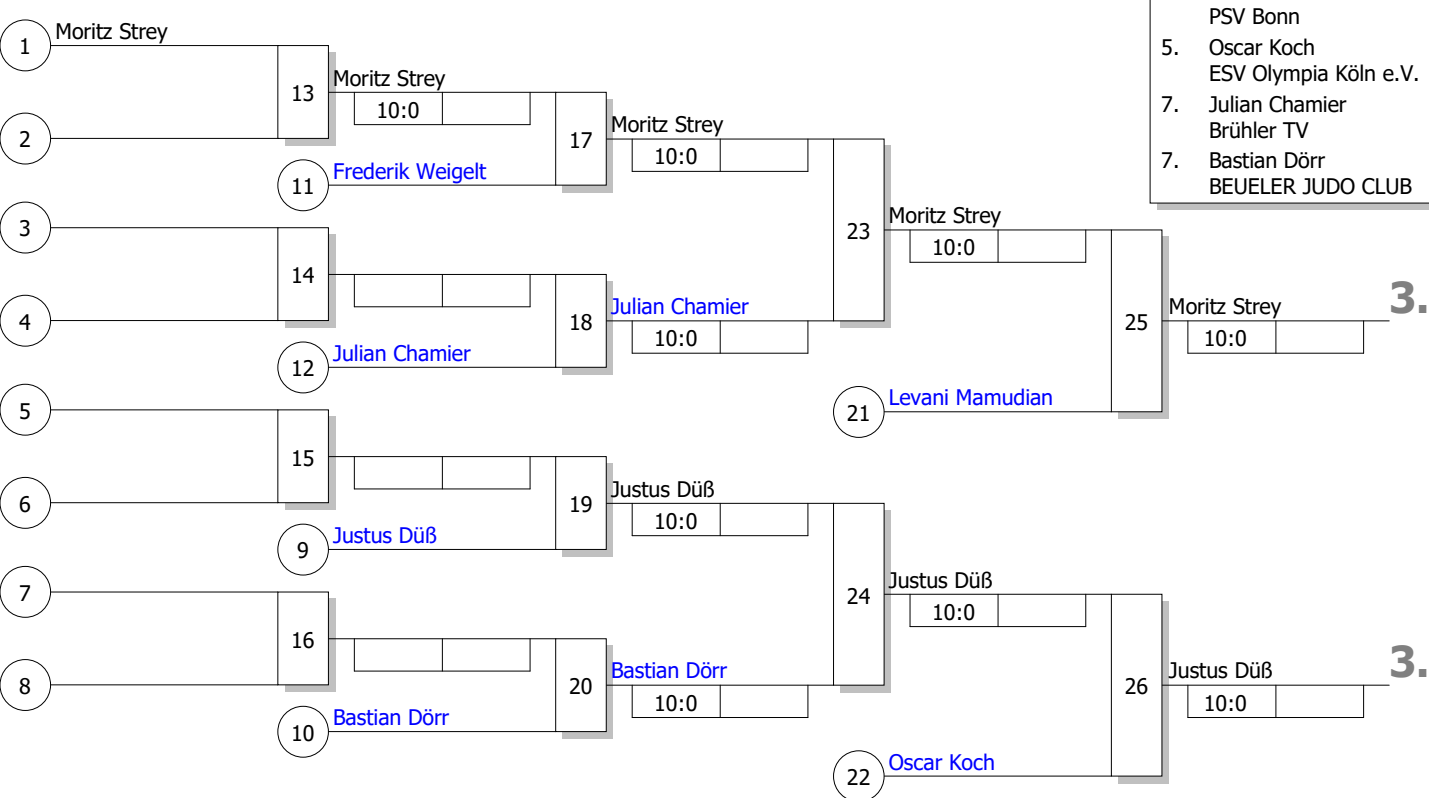 PSV Bonn
5. Oscar Koch
ESV Olympia Köln e.V.
7. Julian Chamier
Brühler TV
7. Bastian Dörr
BEUELER JUDO CLUB
1 Moritz Strey
2
13
Moritz Strey
10:0
11 Frederik Weigelt
17
Moritz Strey
10:0
3
4
14
12 Julian Chamier
18
Julian Chamier
10:0
23
Moritz Strey
10:0
21 Levani Mamudian
25
Moritz Strey
10:0
3.
5
6
15
9 Justus Düß
19
Justus Düß
10:0
7
8
16
10 Bastian Dörr
20
Bastian Dörr
10:0
24
Justus Düß
10:0
22 Oscar Koch
26
Justus Düß
10:0
3.